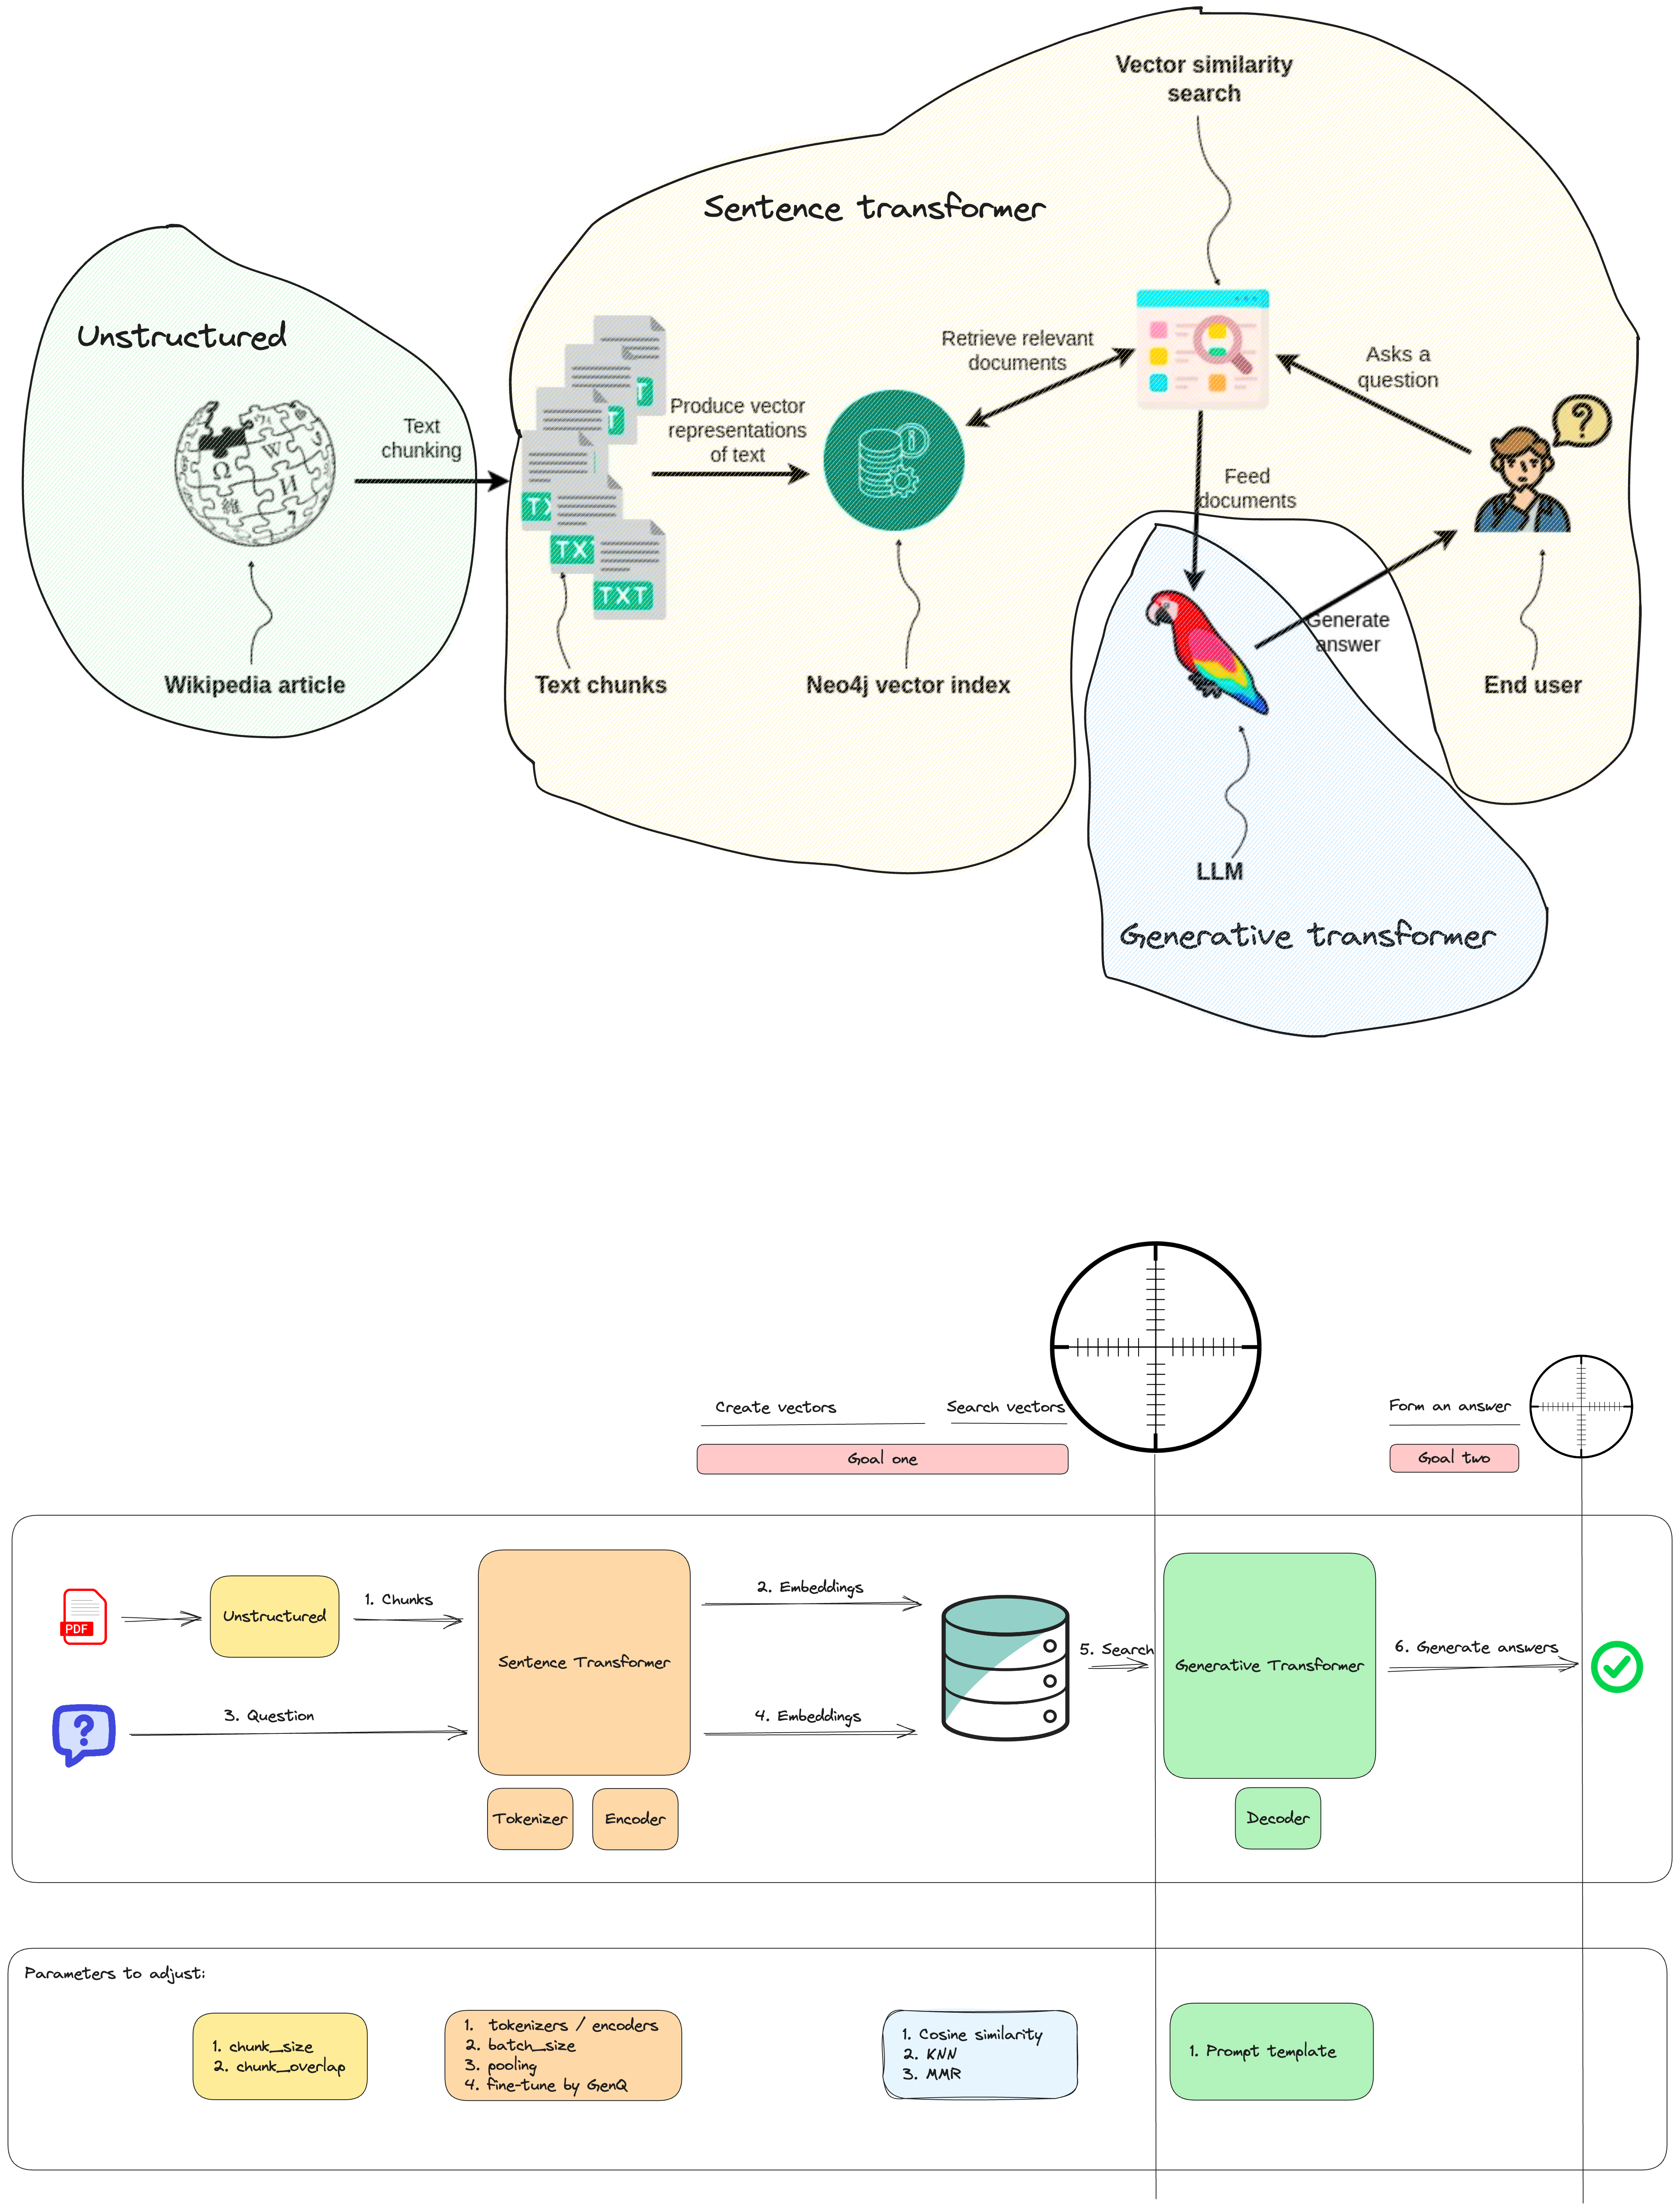 Vector similarity
search
Sentence transformer
Unstructured
Retrieve relevant
documents
Asks a
question
Text
chunking
Produce vector
representations
of text
Ω
W
И
維
7
?
T
T
TX
TXT
TXT
Feed
documents
Generate
answer
Wikipedia article
Text chunks
Neo4j vector index
End user
LLM
Generative transformer
Create vectors
Search vectors
Form an answer
Goal one
Goal two
PDF
Unstructured
1. Chunks
Sentence Transformer
2. Embeddings
5. Search
Generative Transformer
6. Generate answers
?
3. Question
4. Embeddings
Tokenizer
Encoder
Decoder
Parameters to adjust:
1. chunk_size
2. chunk_overlap
1. tokenizers / encoders
2. batch_size
3. pooling
4. fine-tune by GenQ
1. Cosine similarity
2. KNN
3. MMR
1. Prompt template